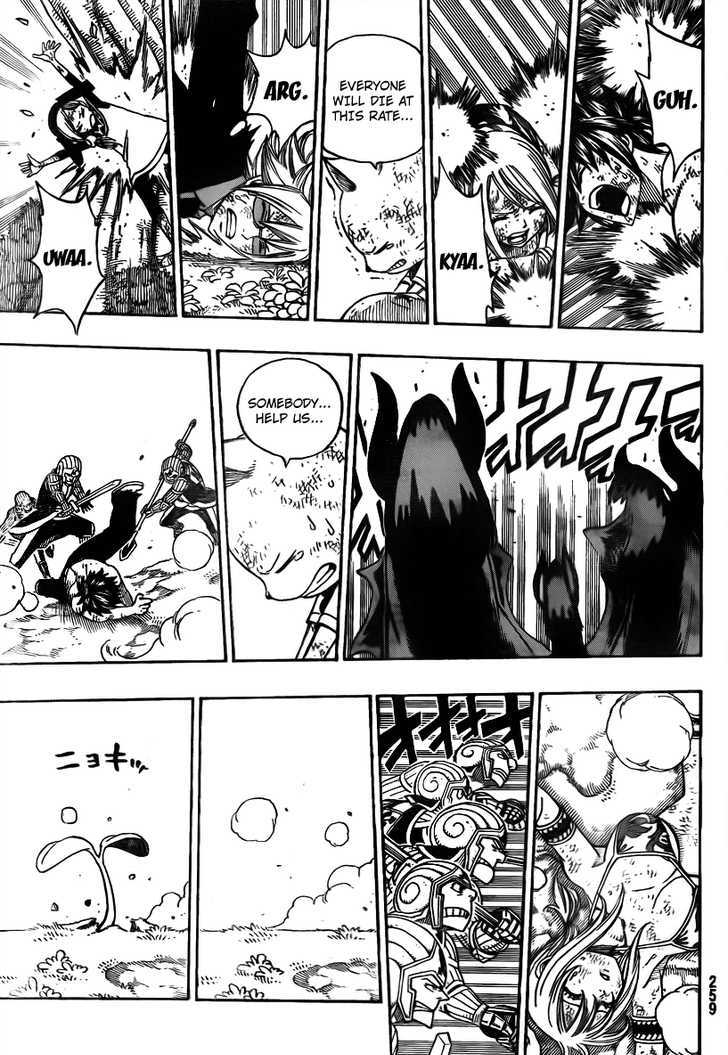 GUH.
KYAA.
EVERYONE
WILL DIE AT
THIS RATE...
ARG.
UWAA.
SOMEBODY...
HELP US...
ニョキッ
259